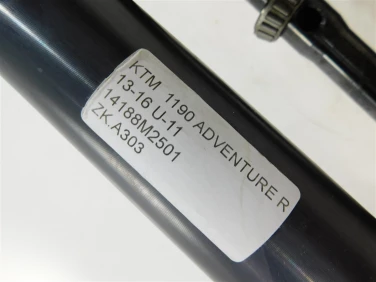 KTM 1190 ADVENTURE R
13-16 U-11
14188M2501
ZK.A303